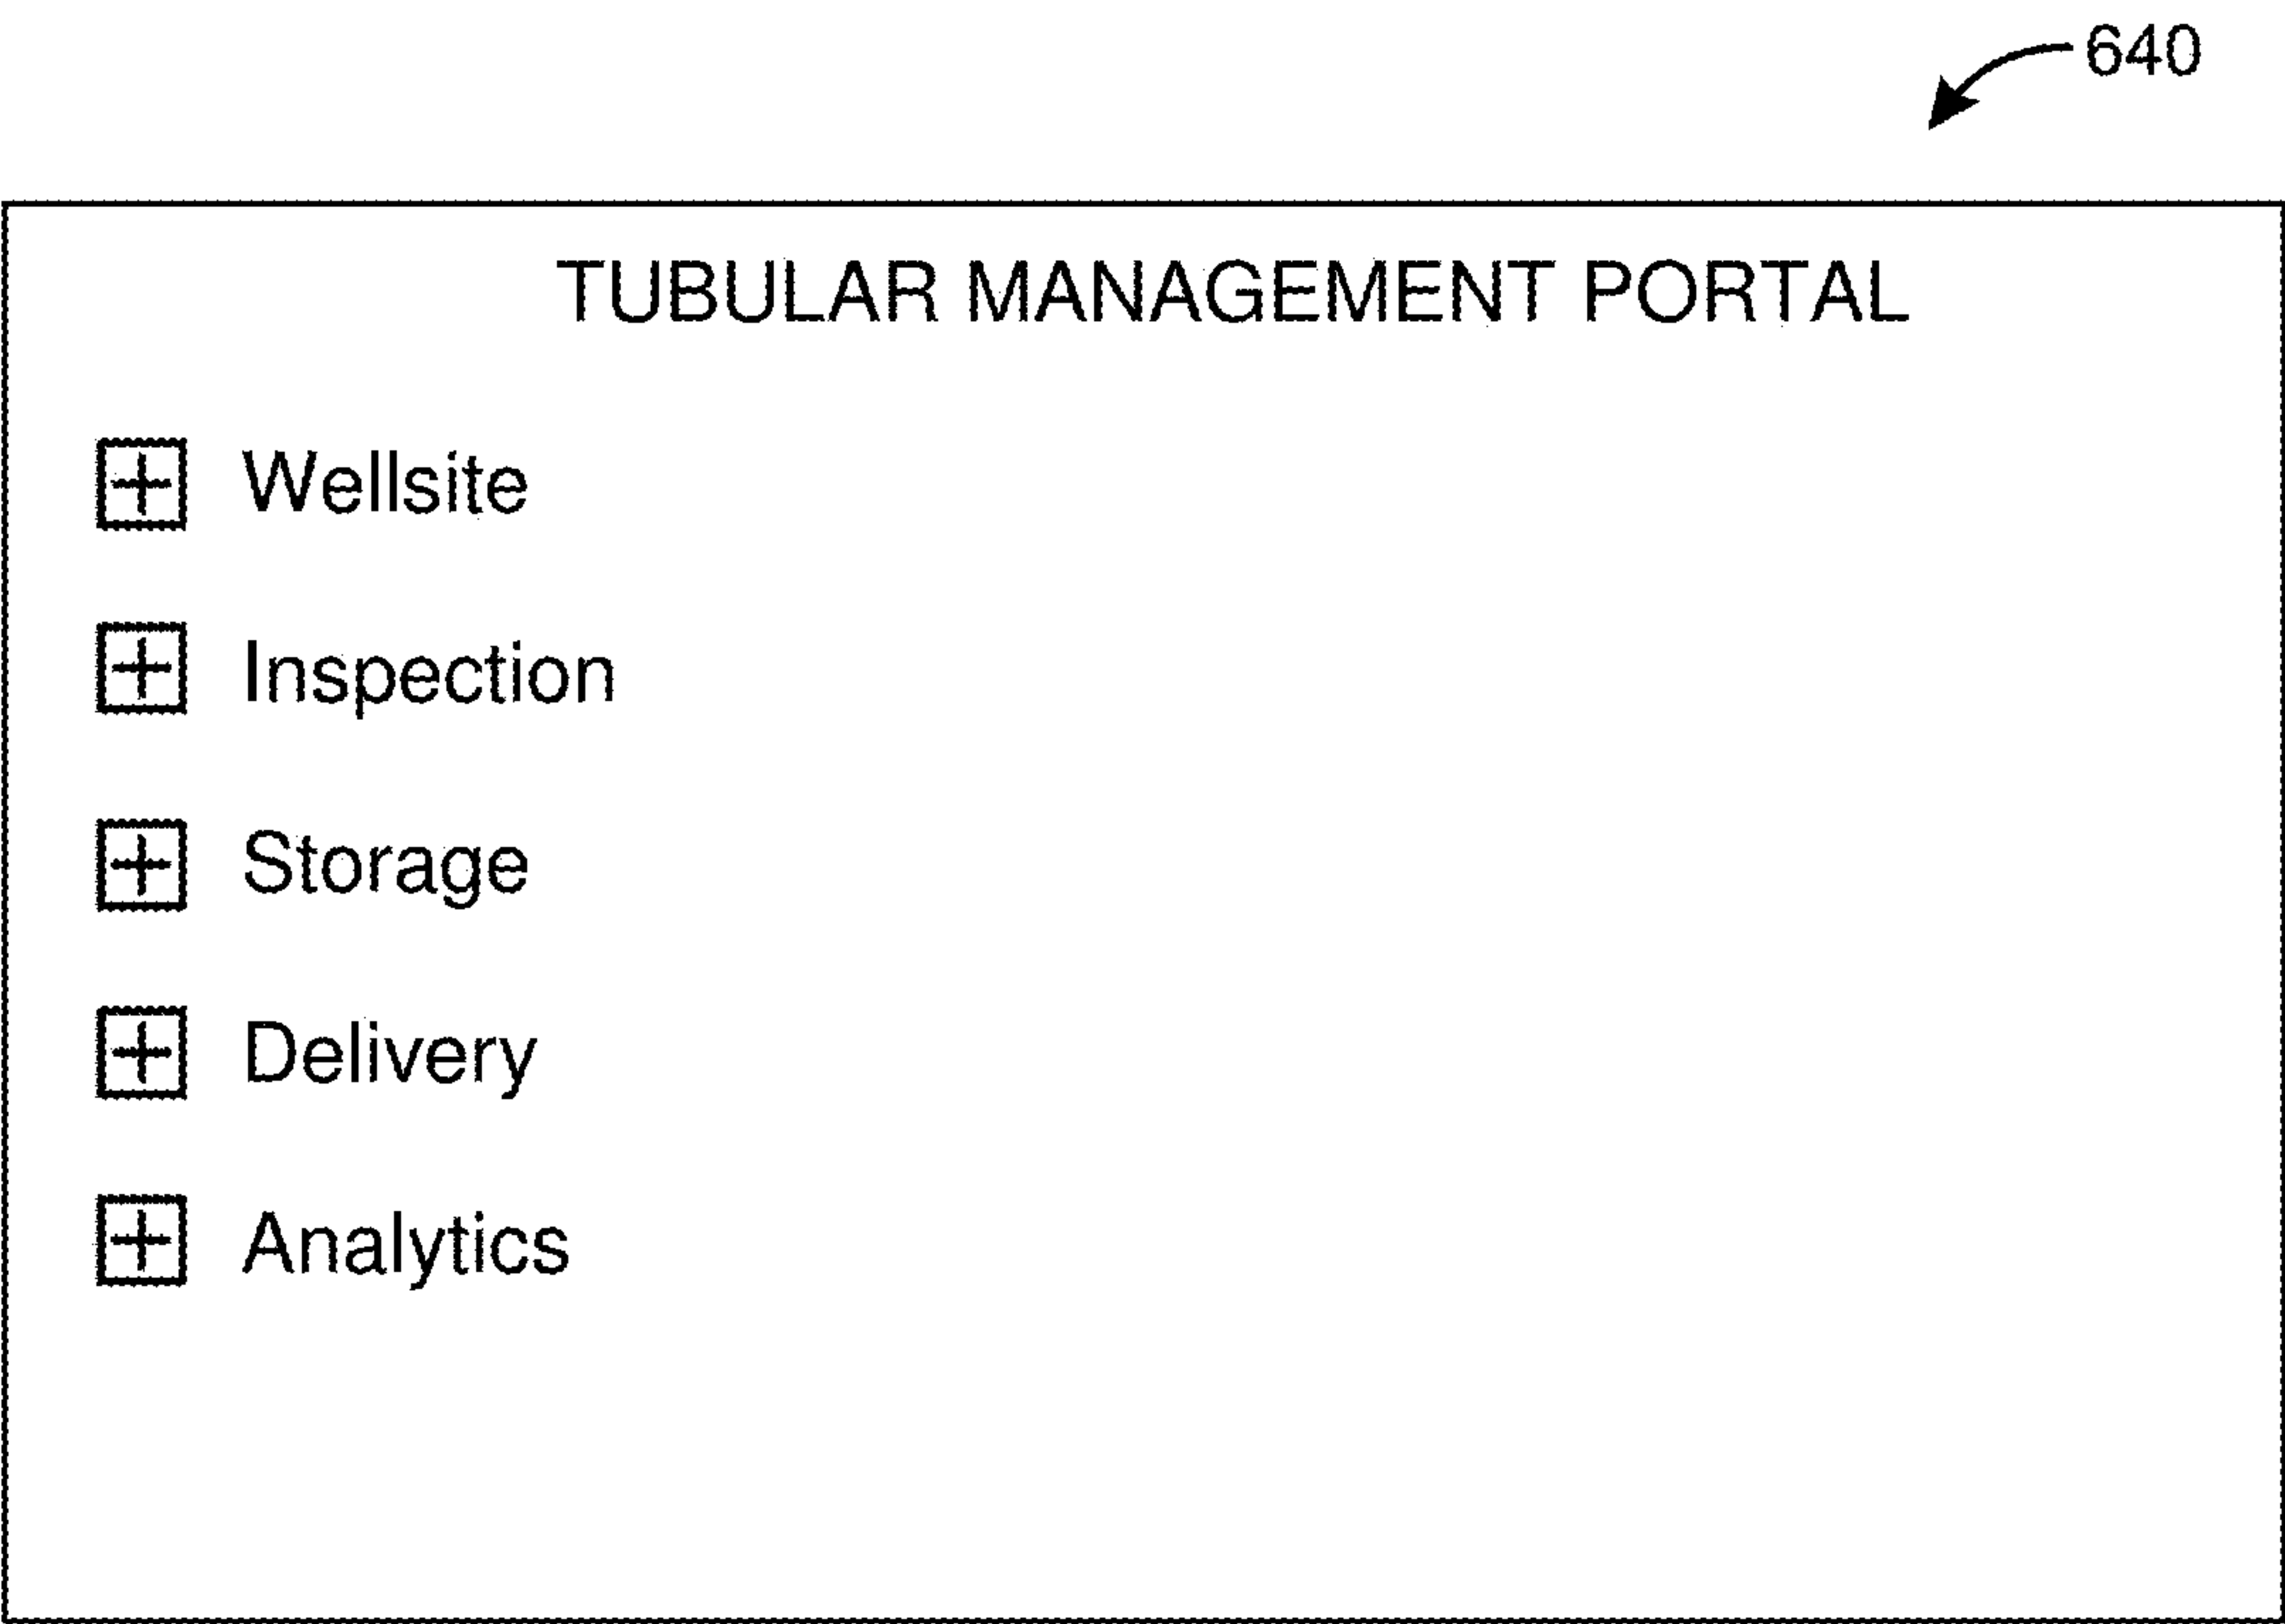 640
TUBULAR MANAGEMENT PORTAL
Wellsite
Inspection
Storage
Delivery
Analytics